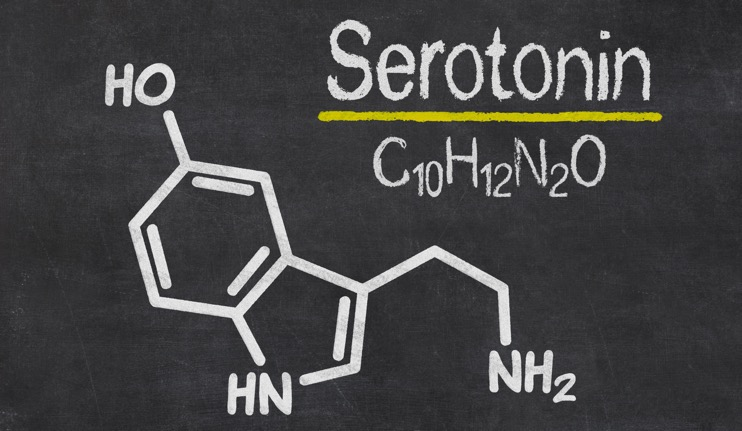 Serotonin
HO
C₁₀H₁₂N₂O
NH₂
HN